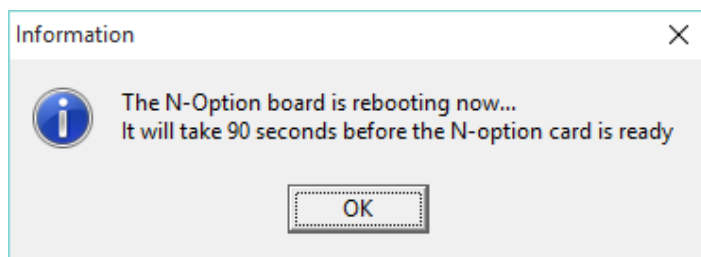 Information
The N-Option board is rebooting now...
It will take 90 seconds before the N-option card is ready
OK